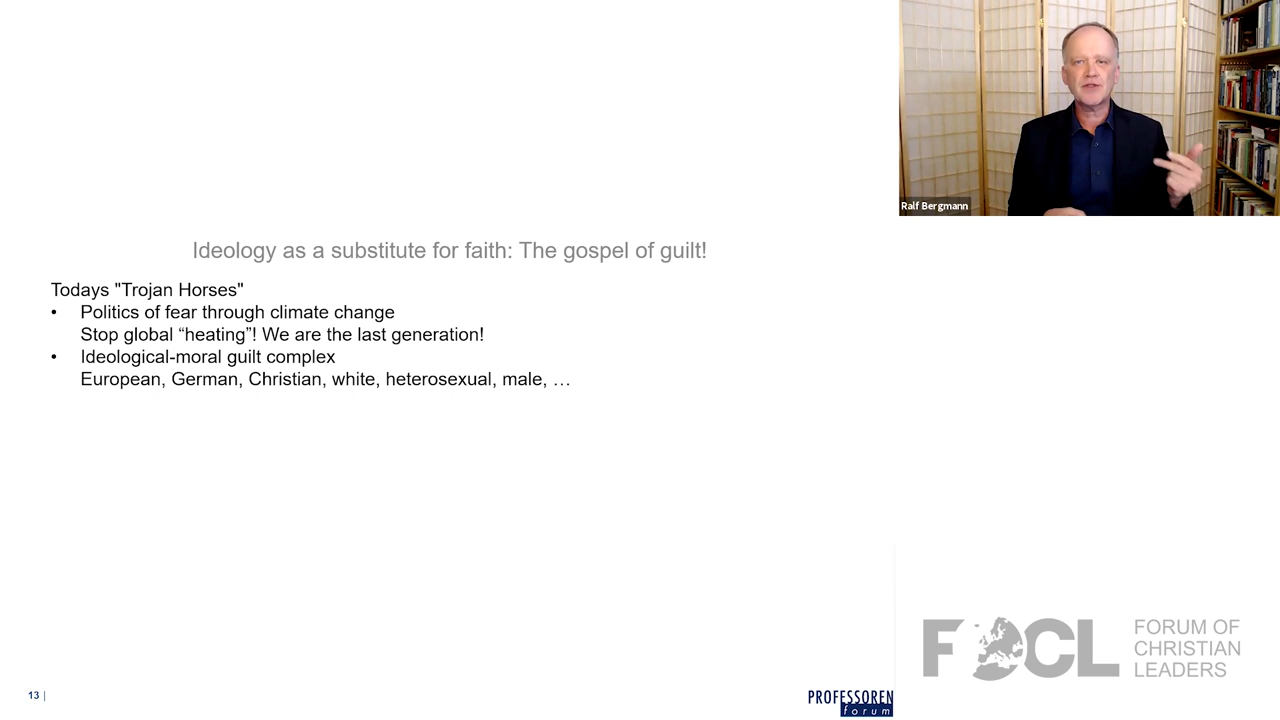 Ralf Bergmann
Ideology as a substitute for faith: The gospel of guilt!
Todays "Trojan Horses"
• Politics of fear through climate change
Stop global “heating”! We are the last generation!
• Ideological-moral guilt complex
European, German, Christian, white, heterosexual, male, …
13 |
PROFESSOREN
forum
FOCL
FORUM OF
CHRISTIAN
LEADERS